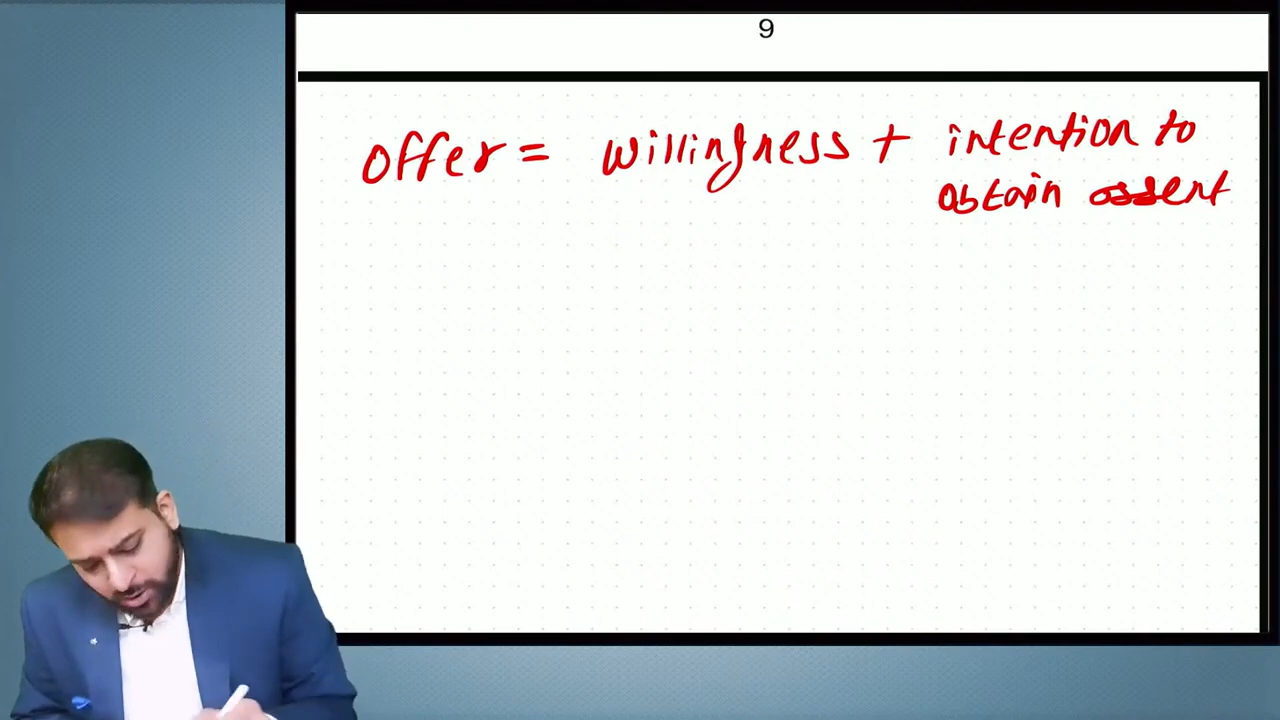 9
offer = willingness + intention to
obtain assent